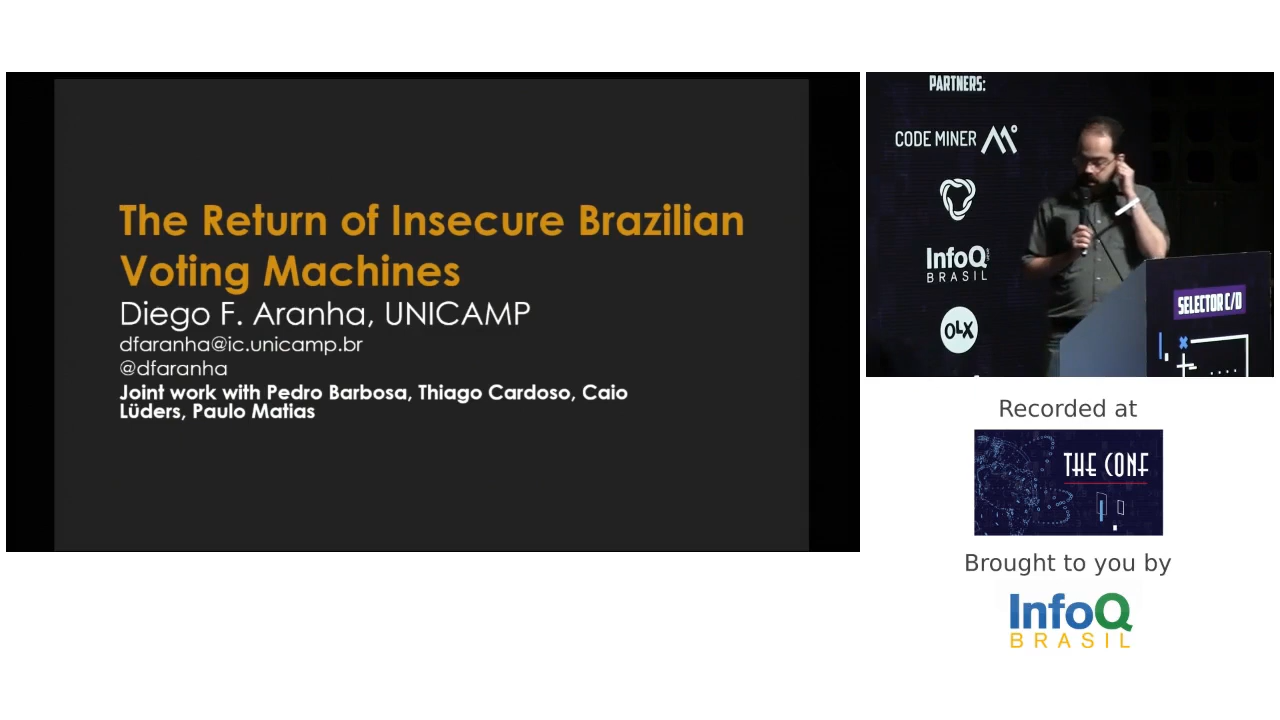 The Return of Insecure Brazilian
Voting Machines
Diego F. Aranha, UNICAMP
dfaranha@ic.unicamp.br
@dfaranha
Joint work with Pedro Barbosa, Thiago Cardoso, Caio
Lüders, Paulo Matias
PARTNERS:
CODE MINER
InfoQ
BRASIL
OLX
SELECTOR C/D
Recorded at
THE CONF
Brought to you by
InfoQ
BRASIL